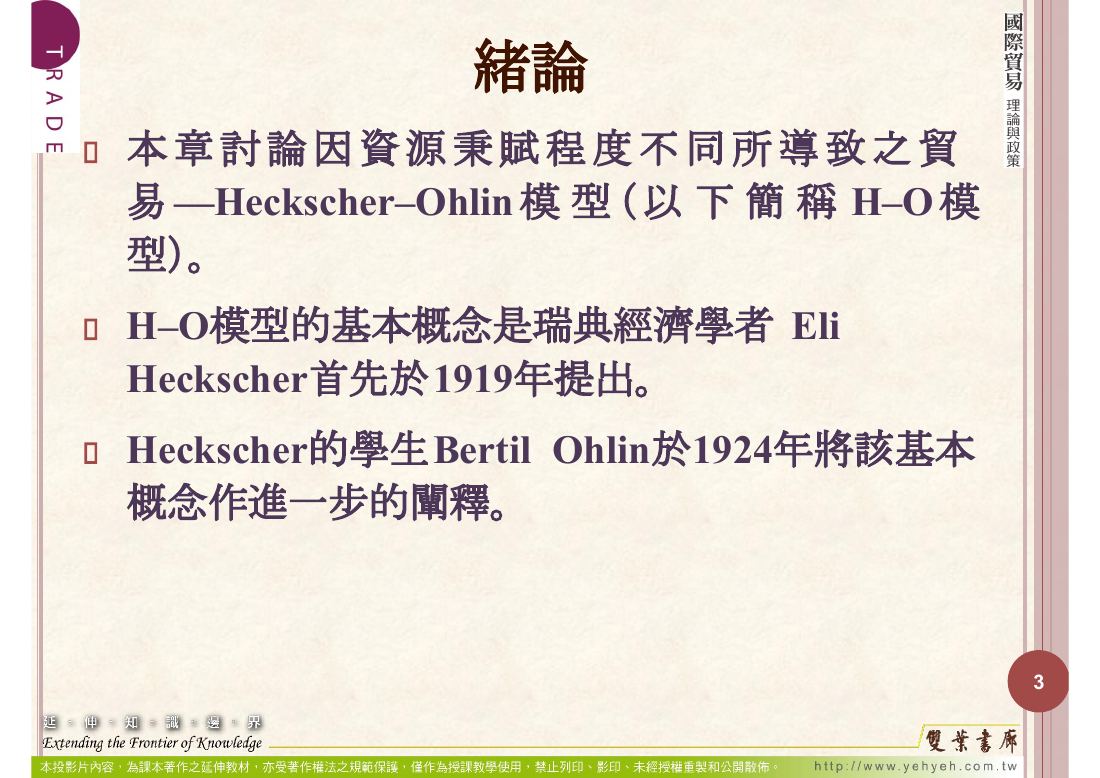 TRADE
國際貿易 理論與政策
緒論
本章討論因資源秉賦程度不同所導致之貿
易—Heckscher–Ohlin模型(以下簡稱H–O模
型)。
H–O模型的基本概念是瑞典經濟學者 Eli
Heckscher首先於1919年提出。
Heckscher的學生Bertil Ohlin於1924年將該基本
概念作進一步的闡釋。
3
延伸知識邊界
Extending the Frontier of Knowledge
雙葉書廊
本投影片內容，為課本著作之延伸教材，亦受著作權法之規範保護，僅作為授課教學使用，禁止列印、影印、未經授權重製和公開散佈。
http://www.yehyeh.com.tw